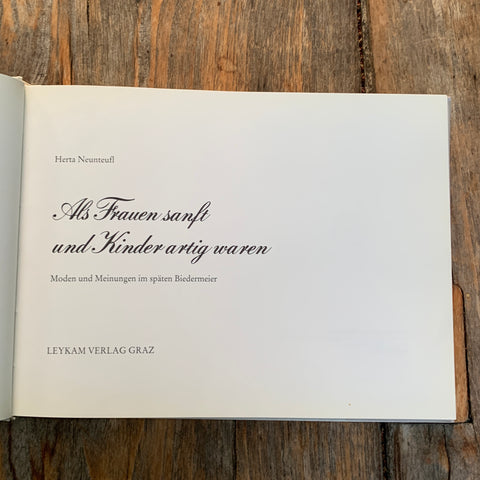 Herta Neunteufl
Als Frauen sanft
und Kinder artig waren
Moden und Meinungen im späten Biedermeier
LEYKAM VERLAG GRAZ